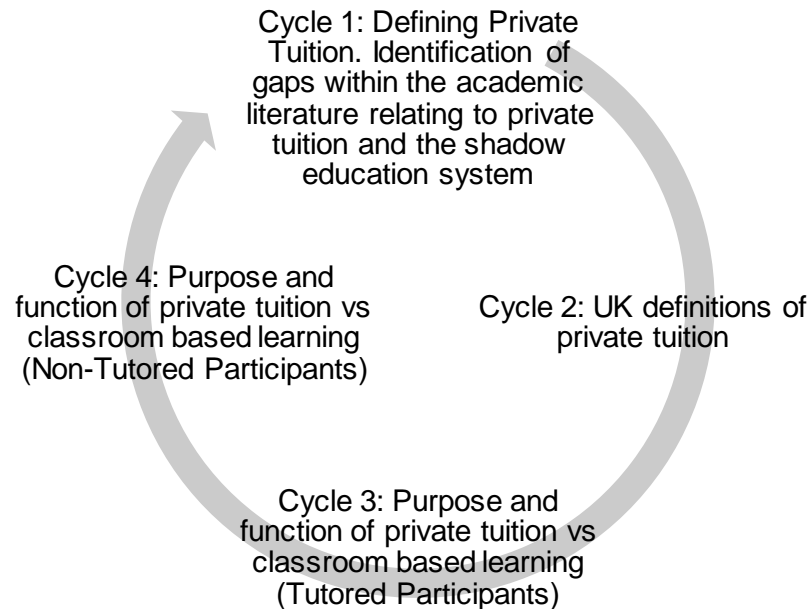 Cycle 1: Defining Private
Tuition. Identification of
gaps within the academic
literature relating to private
tuition and the shadow
education system
Cycle 2: UK definitions of
private tuition
Cycle 3: Purpose and
function of private tuition vs
classroom based learning
(Tutored Participants)
Cycle 4: Purpose and
function of private tuition vs
classroom based learning
(Non-Tutored Participants)